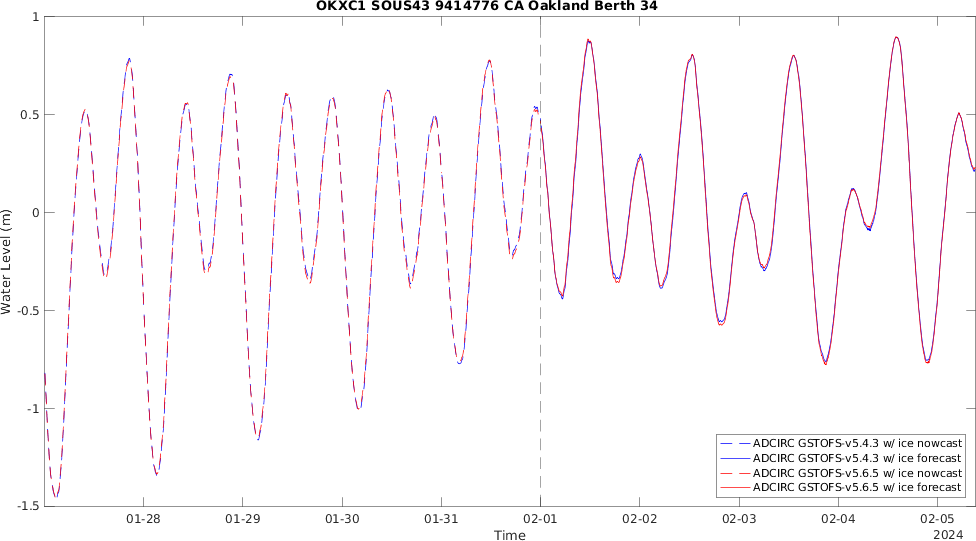 OKXC1 SOUS43 9414776 CA Oakland Berth 34
1
0.5
0
-0.5
-1
-1.5
Water Level (m)
01-28 01-29 01-30 01-31 02-01 02-02 02-03 02-04 02-05
Time
2024
ADCIRC GSTOFS-v5.4.3 w/ ice nowcast
ADCIRC GSTOFS-v5.4.3 w/ ice forecast
ADCIRC GSTOFS-v5.6.5 w/ ice nowcast
ADCIRC GSTOFS-v5.6.5 w/ ice forecast